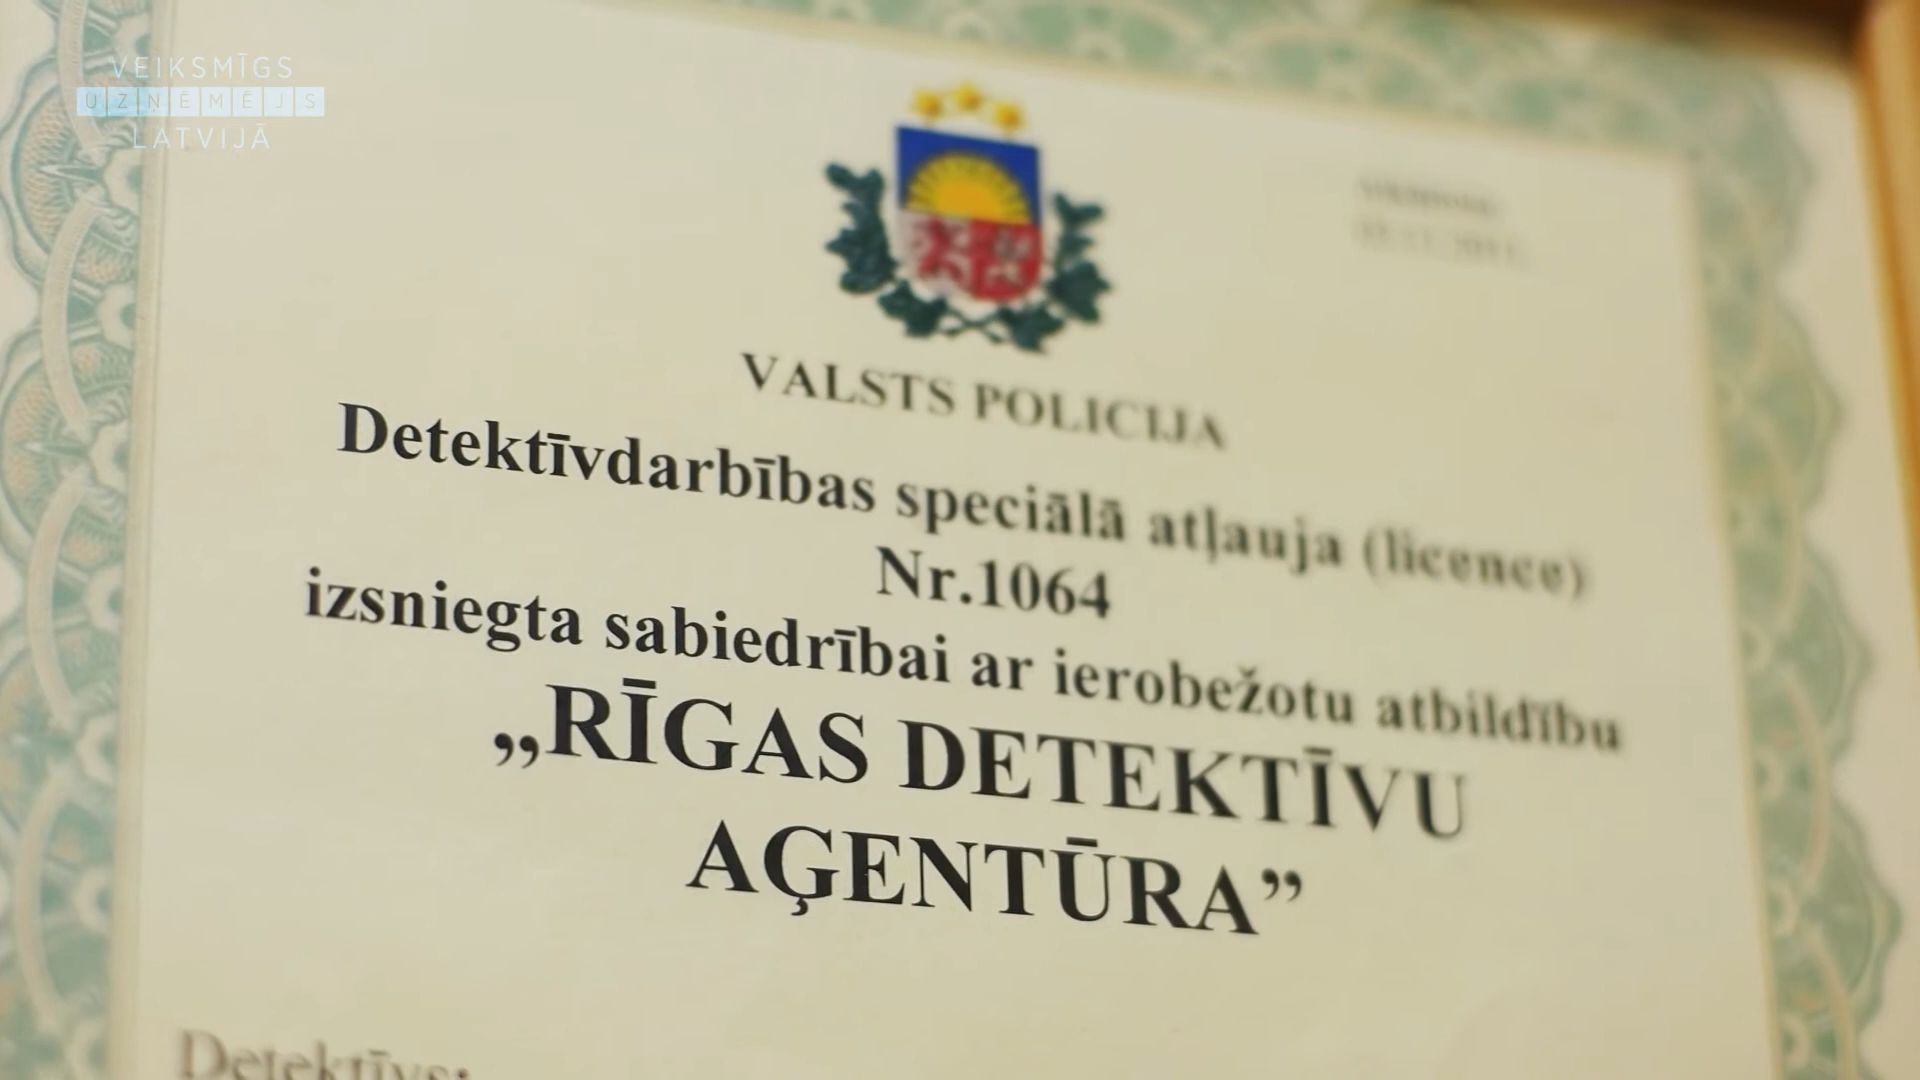 VEIKSMĪGS
UZŅĒMĒJS
LATVIJĀ
VALSTS POLICIJA
Detektīvdarbības speciālā atļauja (licence)
Nr.1064
izsniegta sabiedrībai ar ierobežotu atbildību
„RĪGAS DETEKTĪVU
AĢENTŪRA”
Detektīvs: